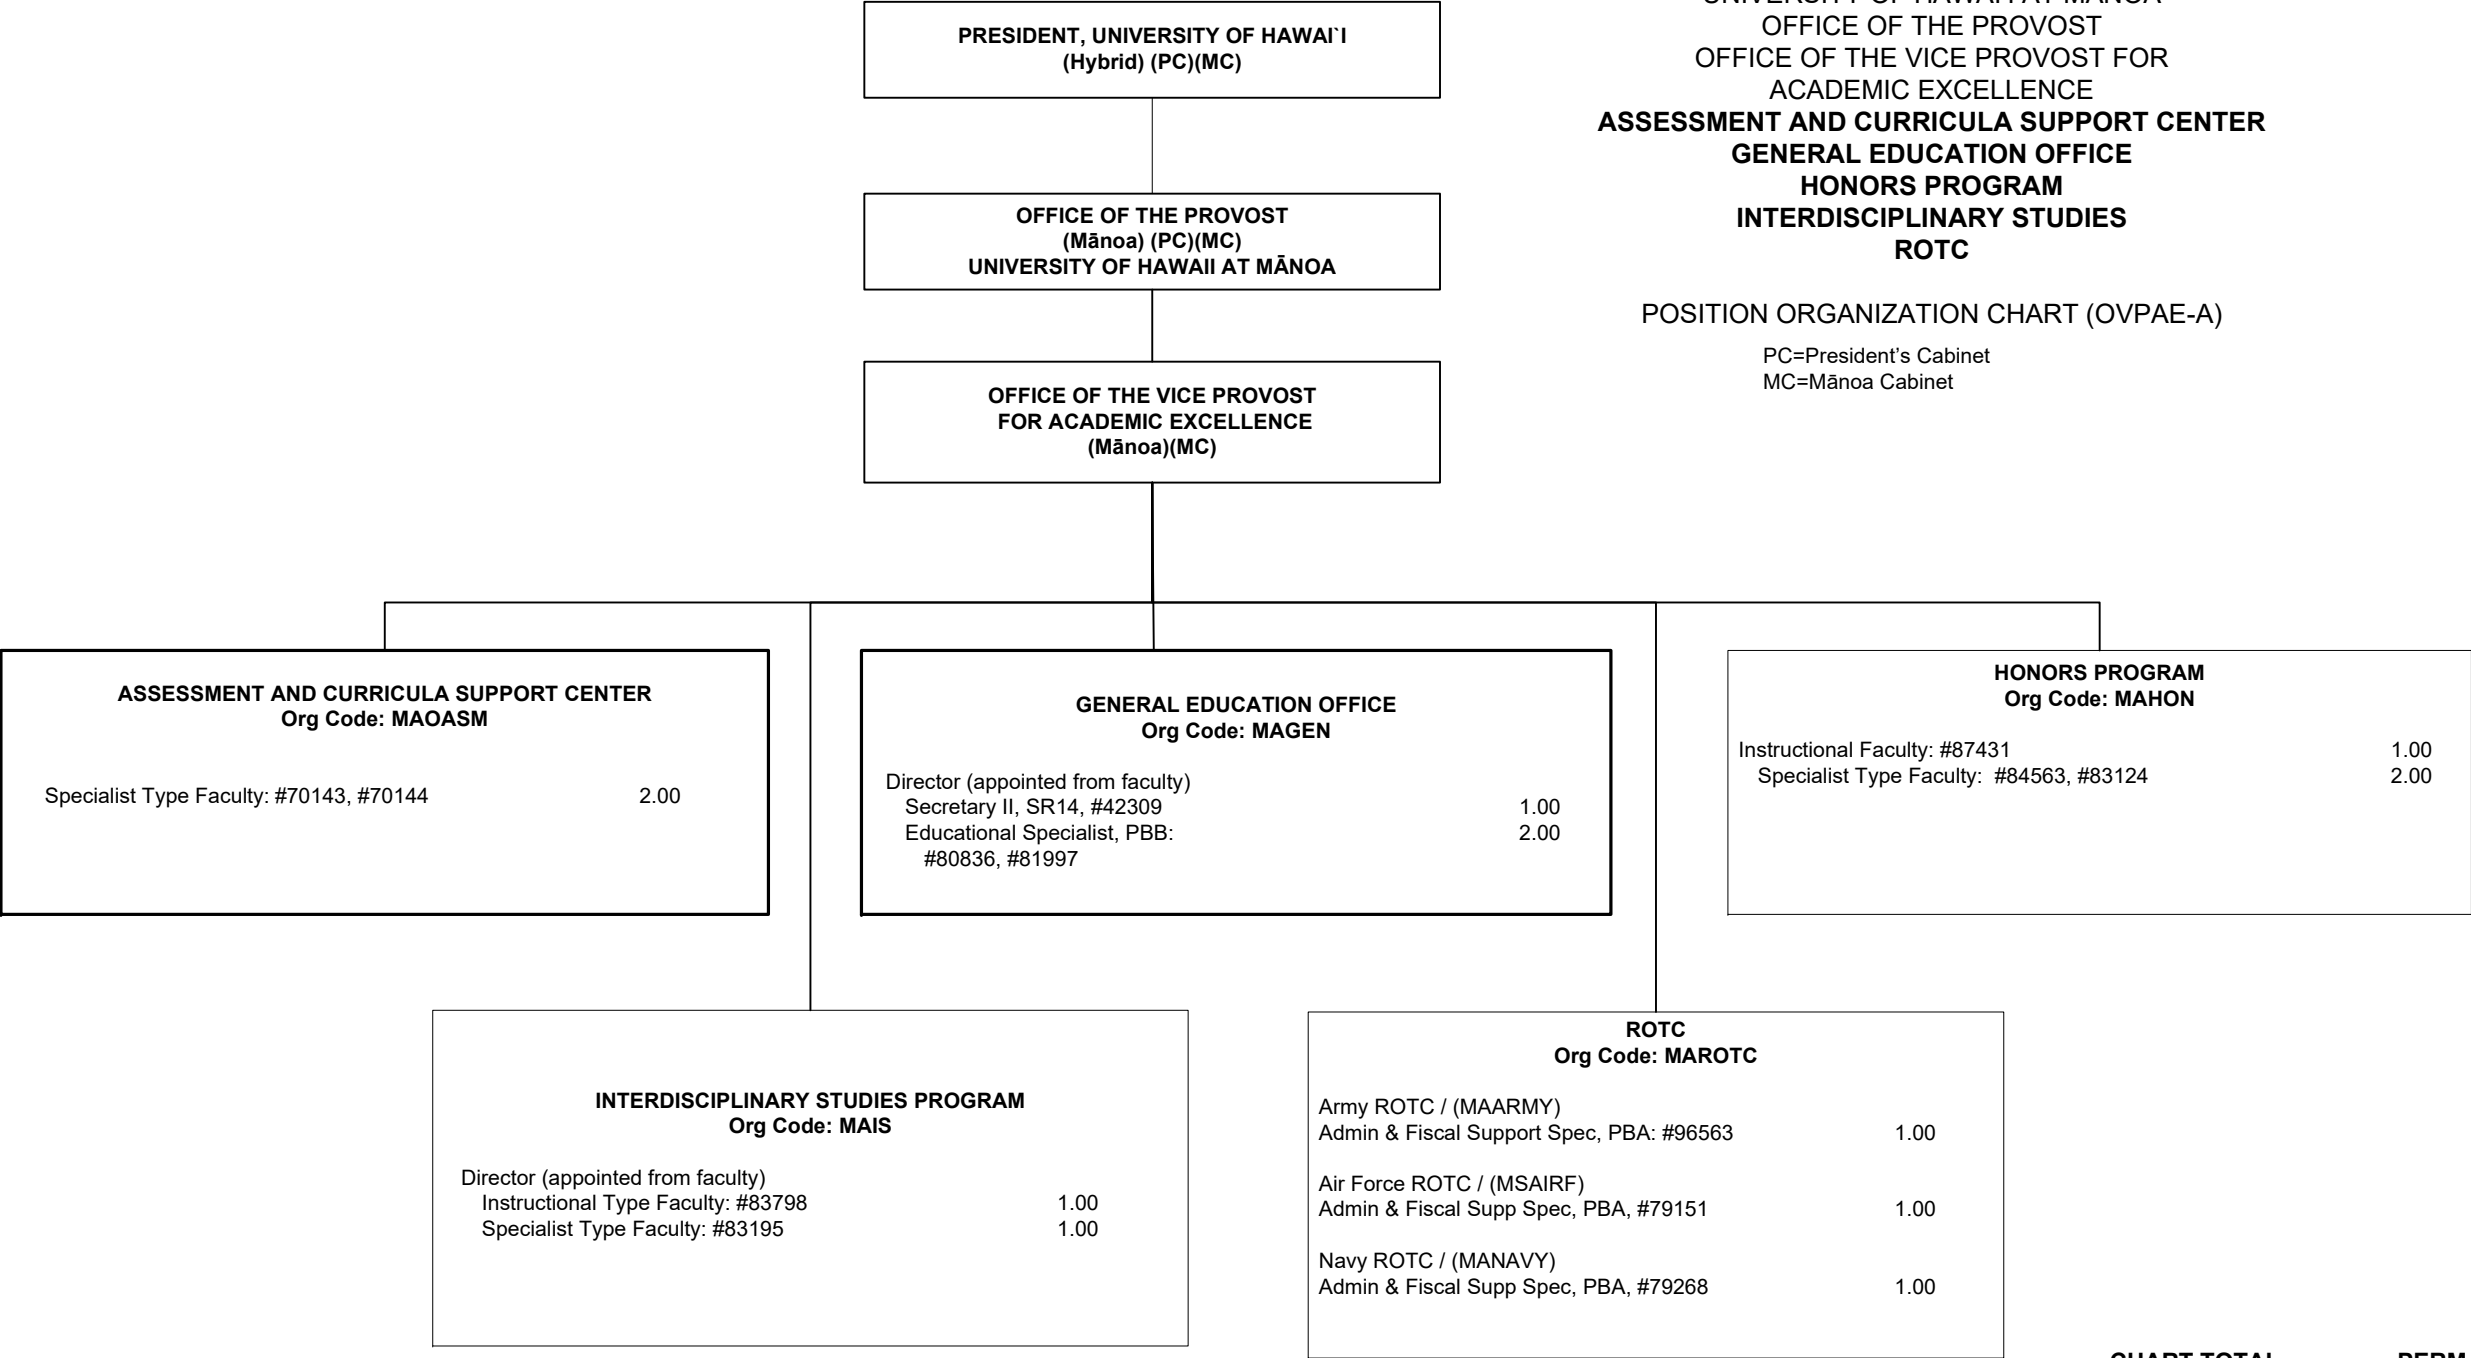 UNIVERSITY OF HAWAII AT MĀNOA
OFFICE OF THE PROVOST
OFFICE OF THE VICE PROVOST FOR
ACADEMIC EXCELLENCE
ASSESSMENT AND CURRICULA SUPPORT CENTER
GENERAL EDUCATION OFFICE
HONORS PROGRAM
INTERDISCIPLINARY STUDIES
ROTC
POSITION ORGANIZATION CHART (OVPAE-A)
PC=President’s Cabinet
MC=Mānoa Cabinet
PRESIDENT, UNIVERSITY OF HAWAI`I
(Hybrid) (PC)(MC)
OFFICE OF THE PROVOST
(Mānoa) (PC)(MC)
UNIVERSITY OF HAWAII AT MĀNOA
OFFICE OF THE VICE PROVOST
FOR ACADEMIC EXCELLENCE
(Mānoa)(MC)
ASSESSMENT AND CURRICULA SUPPORT CENTER
Org Code: MAOASM
Specialist Type Faculty: #70143, #70144 2.00
GENERAL EDUCATION OFFICE
Org Code: MAGEN
Director (appointed from faculty)
Secretary II, SR14, #42309 1.00
Educational Specialist, PBB: 2.00
#80836, #81997
HONORS PROGRAM
Org Code: MAHON
Instructional Faculty: #87431 1.00
Specialist Type Faculty: #84563, #83124 2.00
INTERDISCIPLINARY STUDIES PROGRAM
Org Code: MAIS
Director (appointed from faculty)
Instructional Type Faculty: #83798 1.00
Specialist Type Faculty: #83195 1.00
ROTC
Org Code: MAROTC
Army ROTC / (MAARMY)
Admin & Fiscal Support Spec, PBA: #96563 1.00
Air Force ROTC / (MSAIRF)
Admin & Fiscal Supp Spec, PBA, #79151 1.00
Navy ROTC / (MANAVY)
Admin & Fiscal Supp Spec, PBA, #79268 1.00
CHART TOTAL PERM